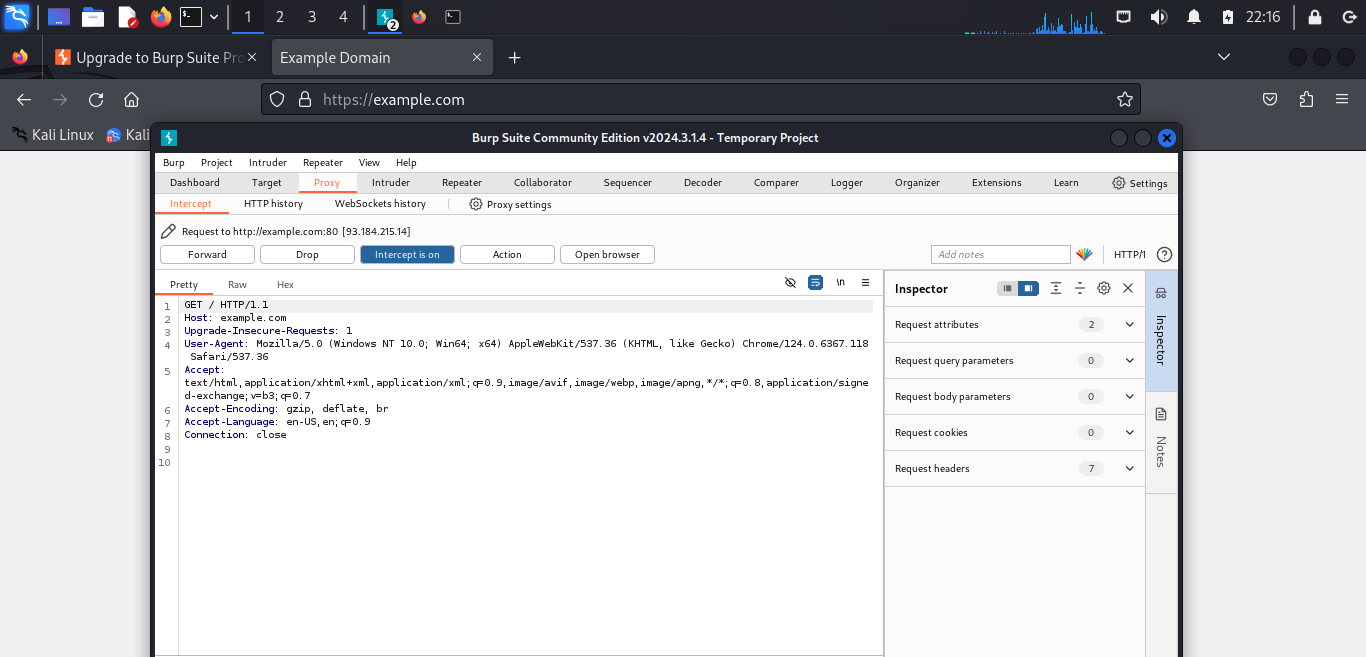 1 2 3 4 2 22:16
Upgrade to Burp Suite Pro Example Domain
https://example.com
Kali Linux Kali
Burp Suite Community Edition v2024.3.1.4 - Temporary Project
Burp Project Intruder Repeater View Help
Dashboard Target Proxy Intruder Repeater Collaborator Sequencer Decoder Comparer Logger Organizer Extensions Learn Settings
Intercept HTTP history WebSockets history Proxy settings
Request to http://example.com:80 [93.184.215.14]
Forward Drop Intercept is on Action Open browser Add notes HTTP/1 ?
Pretty Raw Hex \n
Inspector
1 GET / HTTP/1.1
2 Host: example.com
3 Upgrade-Insecure-Requests: 1
4 User-Agent: Mozilla/5.0 (Windows NT 10.0; Win64; x64) AppleWebKit/537.36 (KHTML, like Gecko) Chrome/124.0.6367.118
Safari/537.36
5 Accept:
text/html,application/xhtml+xml,application/xml;q=0.9,image/avif,image/webp,image/apng,*/*;q=0.8,application/signe
d-exchange;v=b3;q=0.7
6 Accept-Encoding: gzip, deflate, br
7 Accept-Language: en-US,en;q=0.9
8 Connection: close
9
10
Request attributes 2
Request query parameters 0
Request body parameters 0
Request cookies 0
Request headers 7
Inspector
Notes